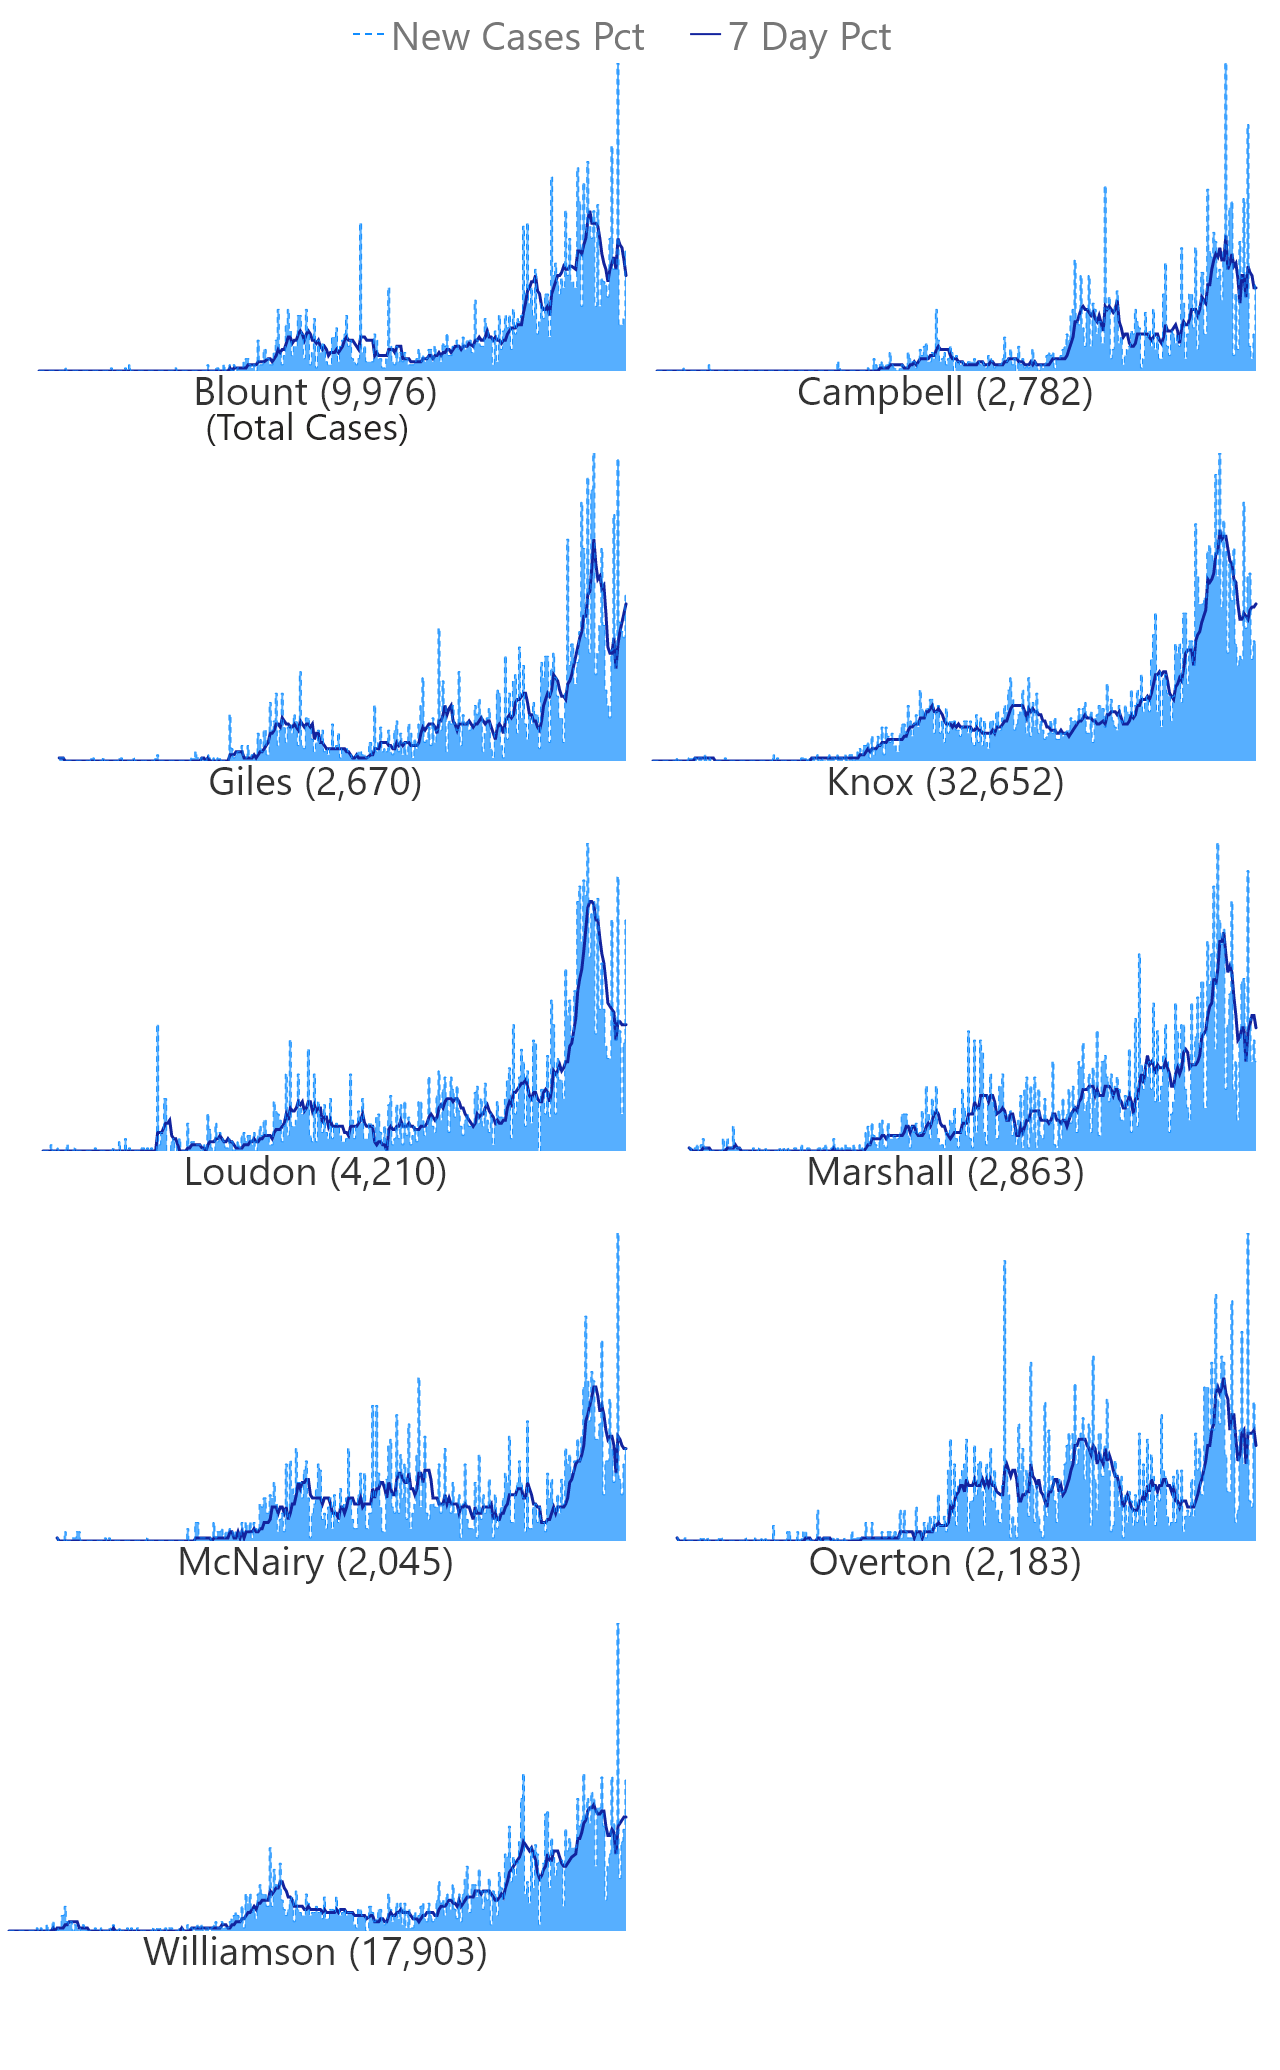 New Cases Pct 7 Day Pct
Blount (9,976) Campbell (2,782)
(Total Cases)
Giles (2,670) Knox (32,652)
Loudon (4,210) Marshall (2,863)
McNairy (2,045) Overton (2,183)
Williamson (17,903)